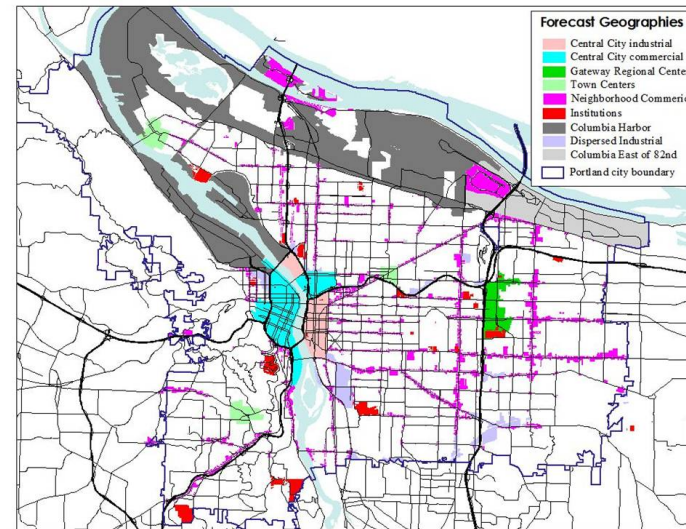 Forecast Geographies
Central City industrial
Central City commercial
Gateway Regional Cente
Town Centers
Neighborhood Commerci
Institutions
Columbia Harbor
Dispersed Industrial
Columbia East of 82nd
Portland city boundary